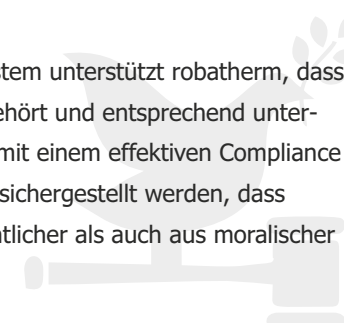 stem unterstützt robatherm, dass
ehört und entsprechend unter-
mit einem effektiven Compliance
sichergestellt werden, dass
tlicher als auch aus moralischer